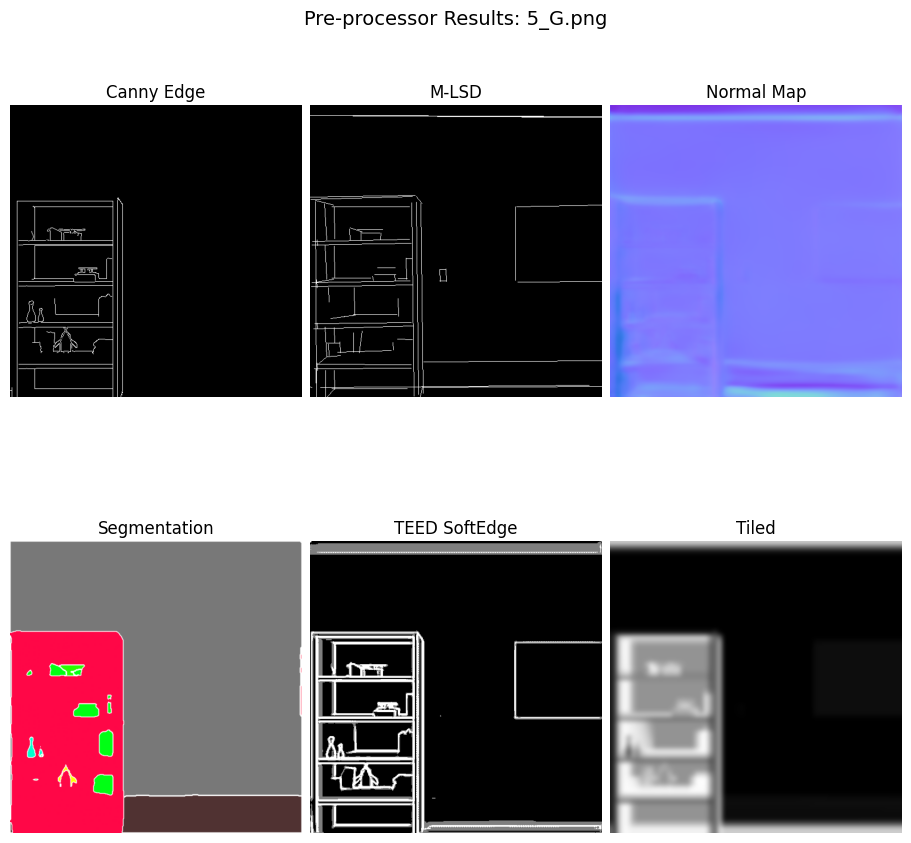 Pre-processor Results: 5_G.png
Canny Edge
M-LSD
Normal Map
Segmentation
TEED SoftEdge
Tiled